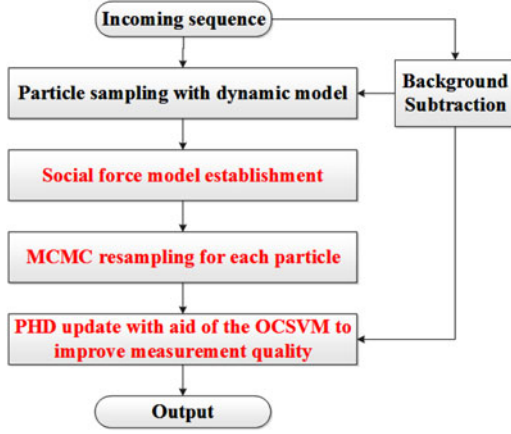 Incoming sequence
Particle sampling with dynamic model
Background
Subtraction
Social force model establishment
MCMC resampling for each particle
PHD update with aid of the OCSVM to
improve measurement quality
Output